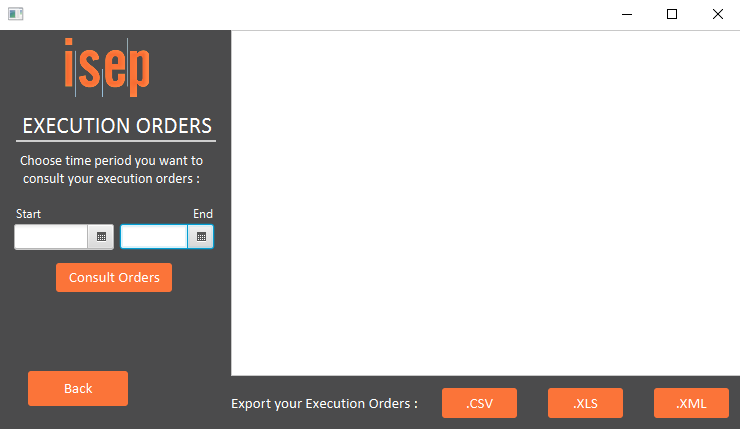 isep
EXECUTION ORDERS
Choose time period you want to
consult your execution orders :
Start End
Consult Orders
Back
Export your Execution Orders : .CSV .XLS .XML